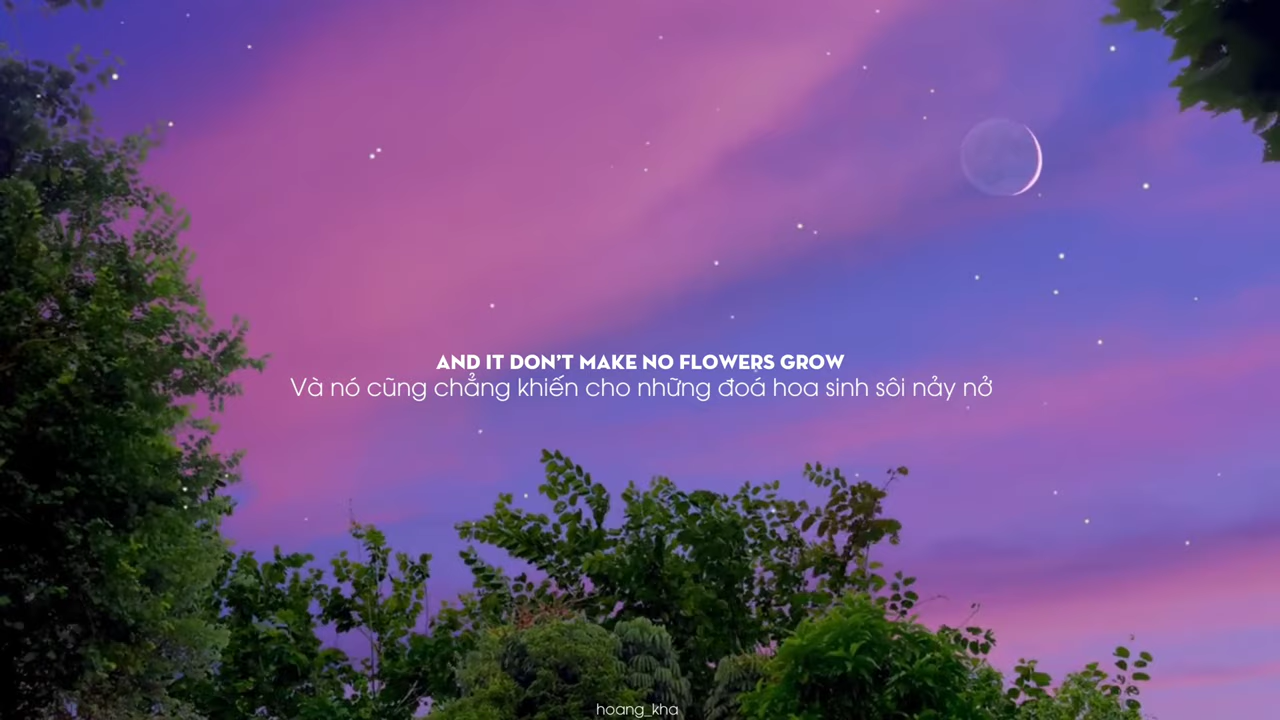 AND IT DON'T MAKE NO FLOWERS GROW
Và nó cũng chẳng khiến cho những đoá hoa sinh sôi nảy nở
hoang_kha